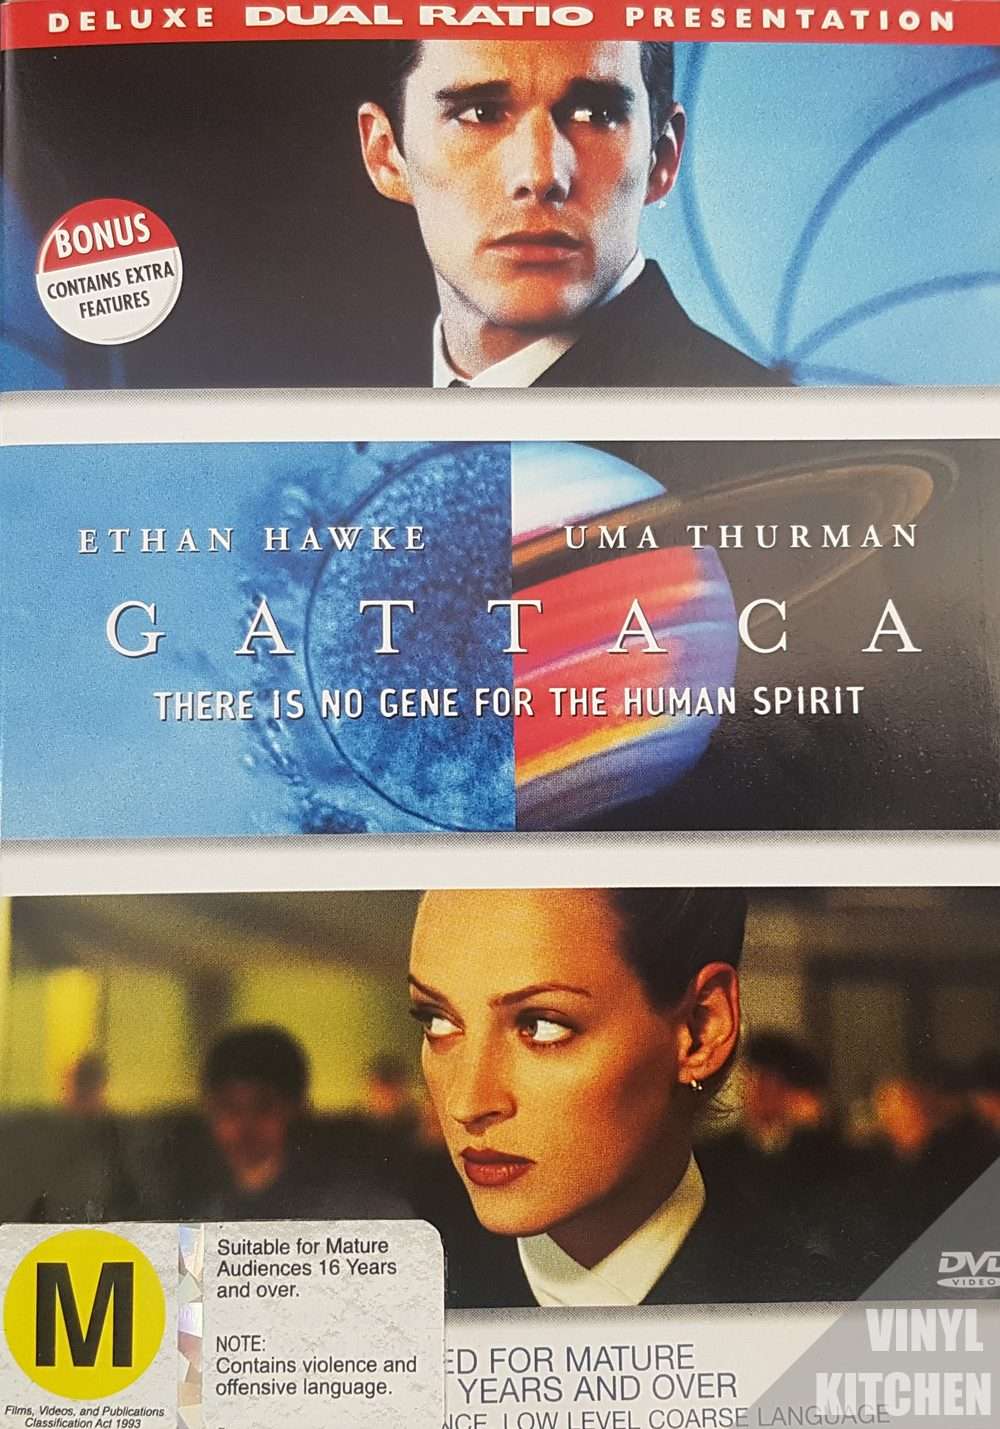 DELUXE DUAL RATIO PRESENTATION
BONUS
CONTAINS EXTRA
FEATURES
ETHAN HAWKE UMA THURMAN
GATTACA
THERE IS NO GENE FOR THE HUMAN SPIRIT
M
Films, Videos, and Publications
Classification Act 1993
Suitable for Mature
Audiences 16 Years
and over.
NOTE:
Contains violence and
offensive language.
ED FOR MATURE
YEARS AND OVER
NCE, LOW LEVEL COARSE LANGUAGE
DVD
VIDEO
VINYL
KITCHEN